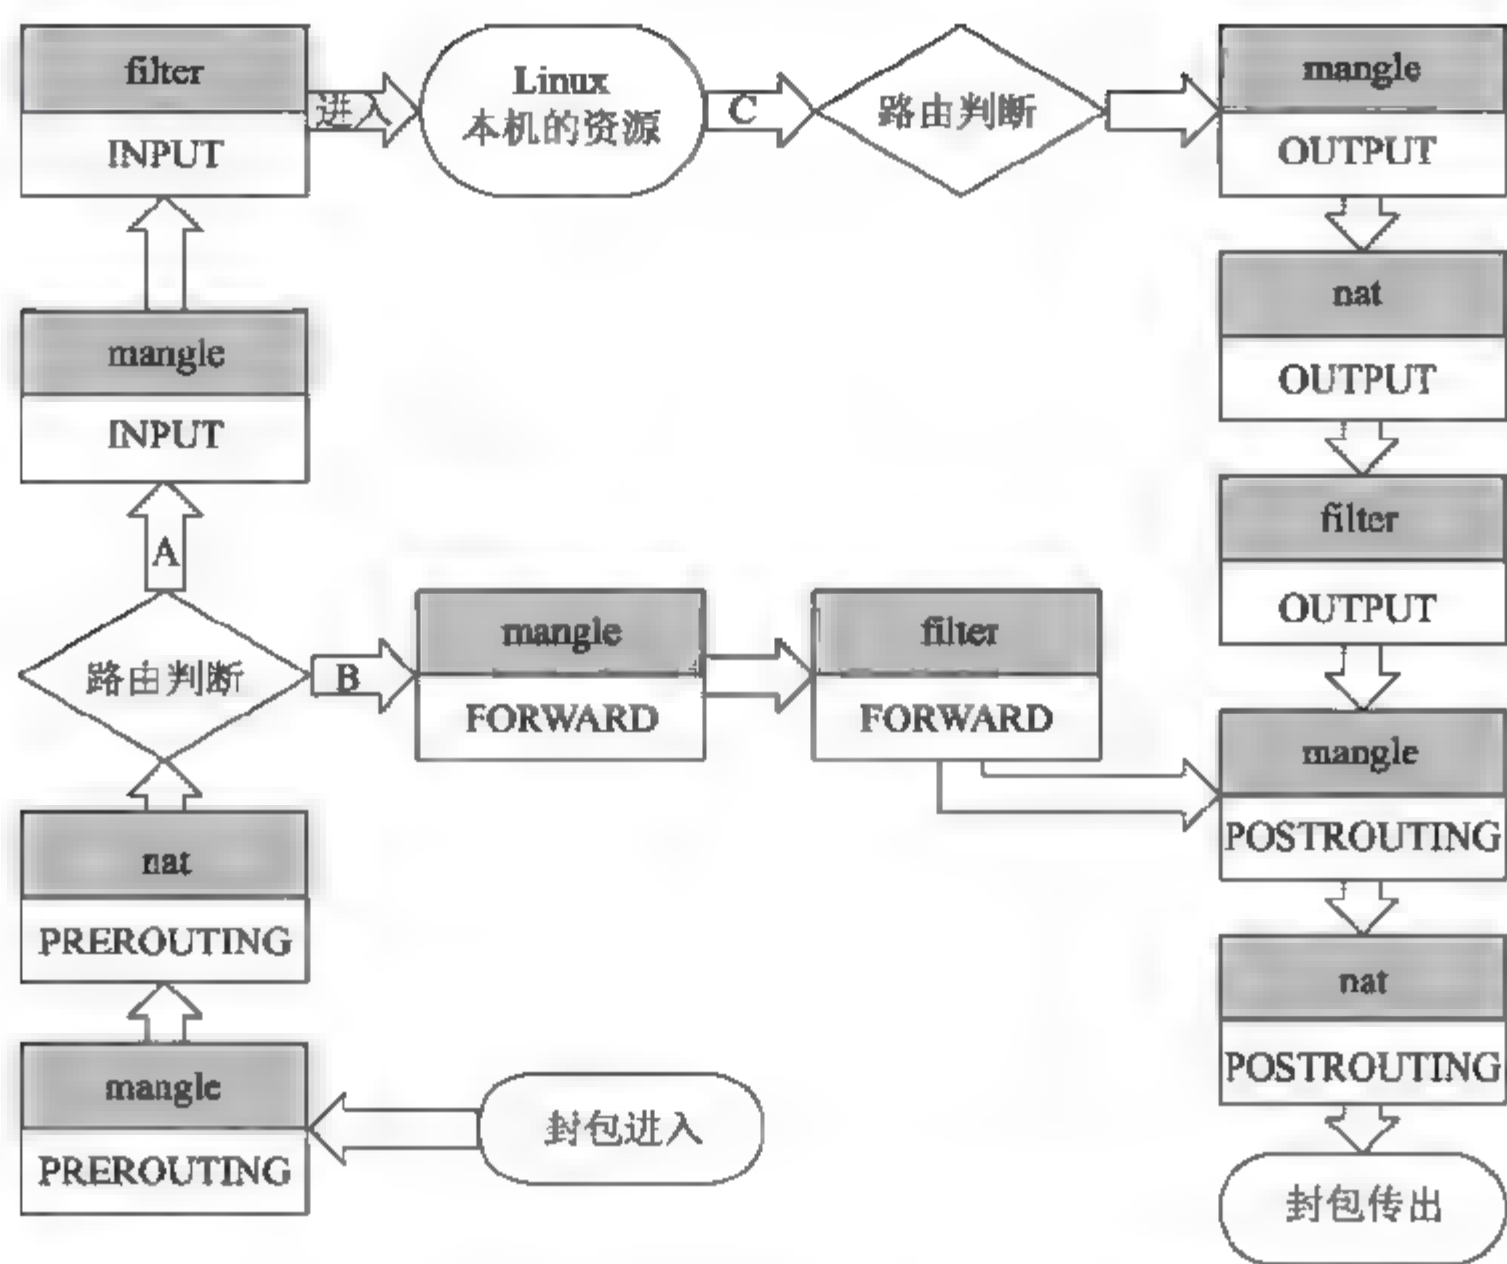 filter
INPUT
进入
Linux
本机的资源
C
路由判断
mangle
OUTPUT
nat
OUTPUT
mangle
INPUT
filter
OUTPUT
A
路由判断
B
mangle
FORWARD
filter
FORWARD
mangle
POSTROUTING
nat
PREROUTING
nat
POSTROUTING
mangle
PREROUTING
封包进入
封包传出